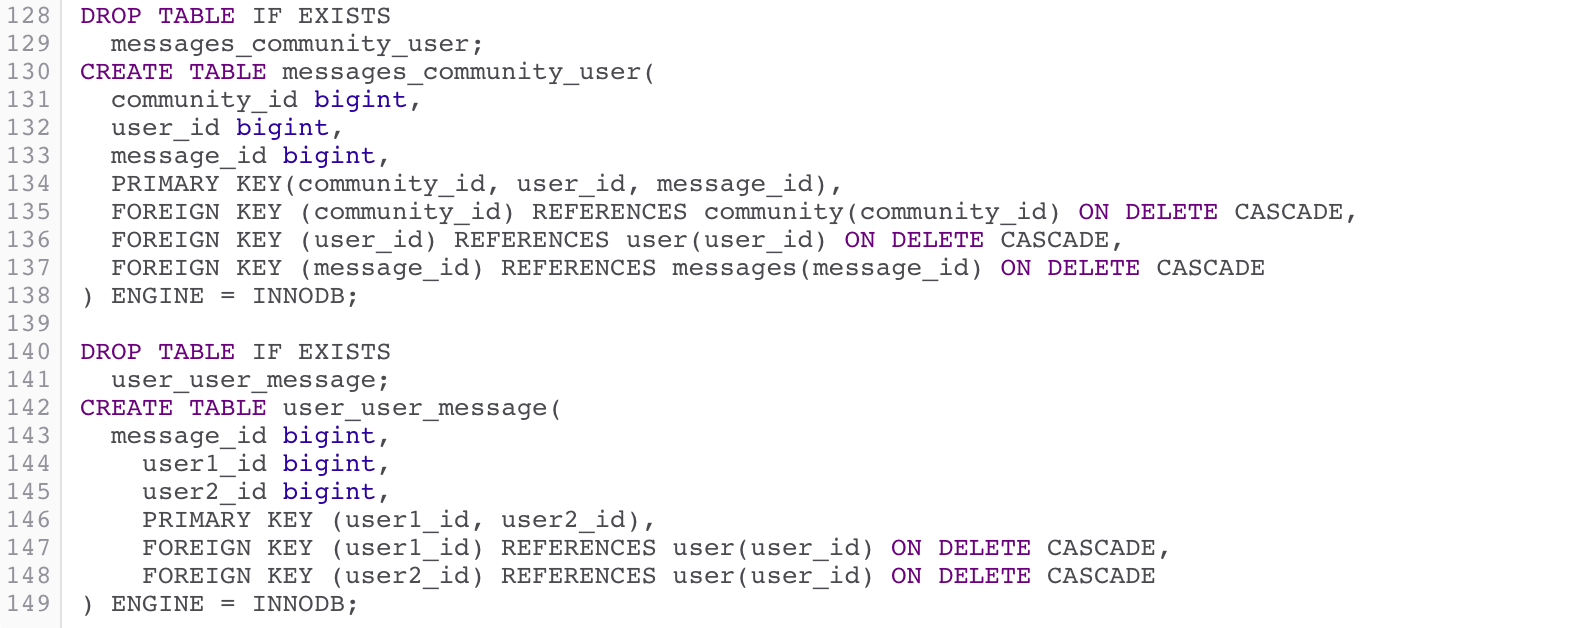 128 DROP TABLE IF EXISTS
129   messages_community_user;
130 CREATE TABLE messages_community_user(
131   community_id bigint,
132   user_id bigint,
133   message_id bigint,
134   PRIMARY KEY(community_id, user_id, message_id),
135   FOREIGN KEY (community_id) REFERENCES community(community_id) ON DELETE CASCADE,
136   FOREIGN KEY (user_id) REFERENCES user(user_id) ON DELETE CASCADE,
137   FOREIGN KEY (message_id) REFERENCES messages(message_id) ON DELETE CASCADE
138 ) ENGINE = INNODB;
139
140 DROP TABLE IF EXISTS
141   user_user_message;
142 CREATE TABLE user_user_message(
143   message_id bigint,
144     user1_id bigint,
145     user2_id bigint,
146     PRIMARY KEY (user1_id, user2_id),
147     FOREIGN KEY (user1_id) REFERENCES user(user_id) ON DELETE CASCADE,
148     FOREIGN KEY (user2_id) REFERENCES user(user_id) ON DELETE CASCADE
149 ) ENGINE = INNODB;